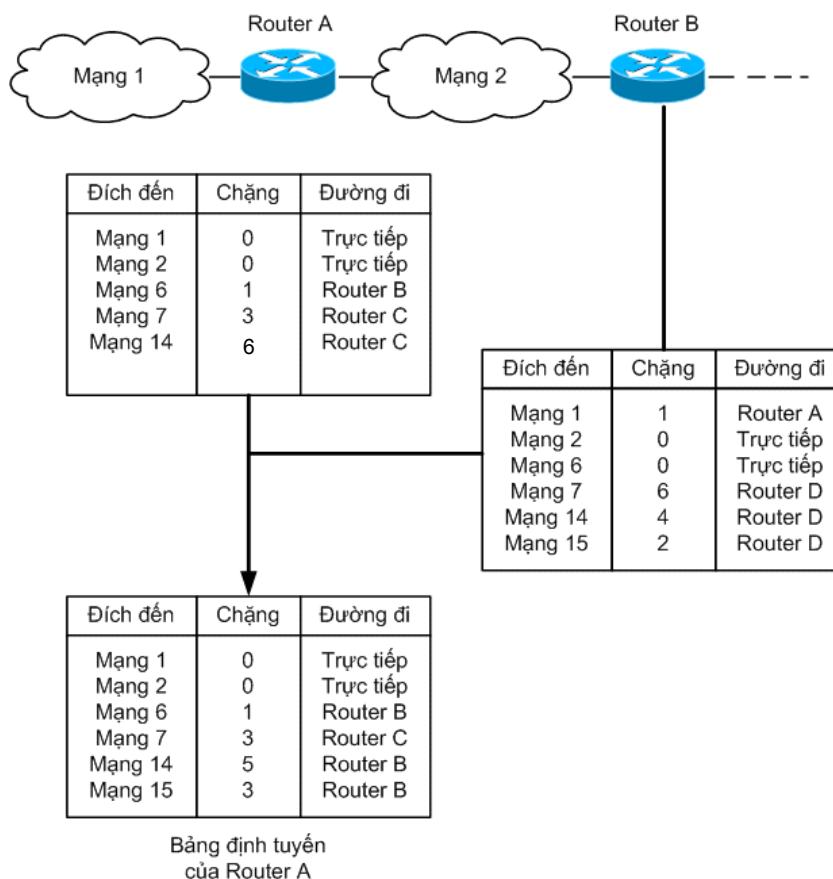 Router A
Router B
Mạng 1
Mạng 2
Đích đến Chặng Đường đi
Mạng 1 0 Trực tiếp
Mạng 2 0 Trực tiếp
Mạng 6 1 Router B
Mạng 7 3 Router C
Mạng 14 6 Router C
Đích đến Chặng Đường đi
Mạng 1 1 Router A
Mạng 2 0 Trực tiếp
Mạng 6 0 Trực tiếp
Mạng 7 6 Router D
Mạng 14 4 Router D
Mạng 15 2 Router D
Đích đến Chặng Đường đi
Mạng 1 0 Trực tiếp
Mạng 2 0 Trực tiếp
Mạng 6 1 Router B
Mạng 7 3 Router C
Mạng 14 5 Router B
Mạng 15 3 Router B
Bảng định tuyến
của Router A